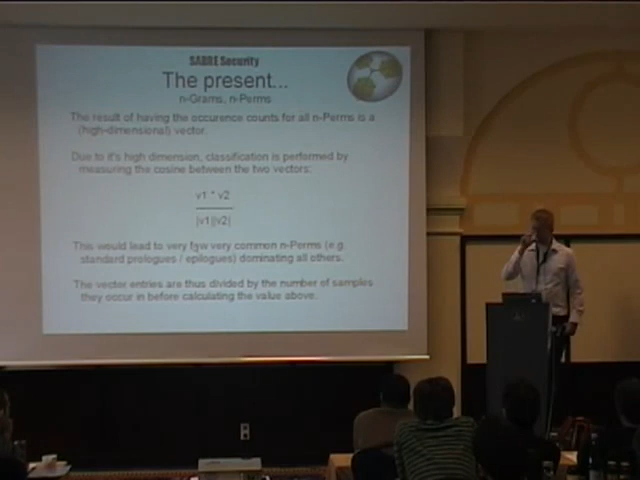 SABRE Security
The present...
n-Grams, n-Perms
The result of having the occurence counts for all n-Perms is a
(high-dimensional) vector.
Due to it's high dimension, classification is performed by
measuring the cosine between the two vectors:
v1 * v2
|v1||v2|
This would lead to very few very common n-Perms (e.g.
standard prologues / epilogues) dominating all others.
The vector entries are thus divided by the number of samples
they occur in before calculating the value above.